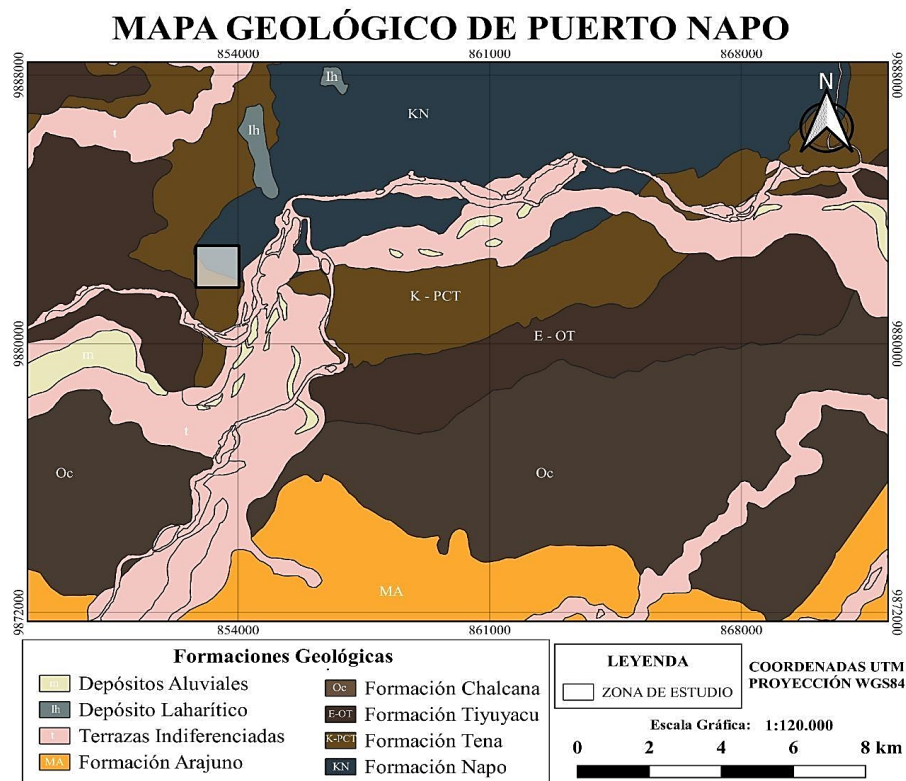 MAPA GEOLÓGICO DE PUERTO NAPO
854000 861000 868000
9888000 9888000
N
Ih
KN
Ih
t
m
K - PCT
E - OT
9880000 9880000
m
t
Oc Oc
MA
9872000 9872000
854000 861000 868000
Formaciones Geológicas
m Depósitos Aluviales
Ih Depósito Laharítico
t Terrazas Indiferenciadas
MA Formación Arajuno
Oc Formación Chalcana
E-OT Formación Tiyuyacu
K-PCT Formación Tena
KN Formación Napo
LEYENDA
ZONA DE ESTUDIO
COORDENADAS UTM
PROYECCIÓN WGS84
Escala Gráfica: 1:120.000
0 2 4 6 8 km